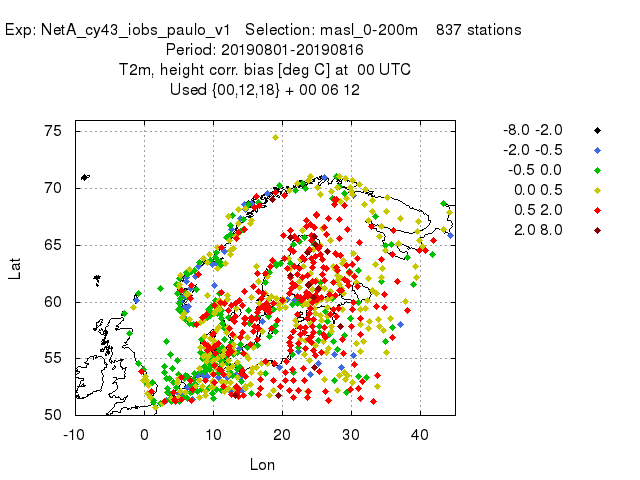 Exp: NetA_cy43_iobs_paulo_v1 Selection: masl_0-200m 837 stations
Period: 20190801-20190816
T2m, height corr. bias [deg C] at 00 UTC
Used {00,12,18} + 00 06 12
75
70
65
60
55
50
Lat
-10 0 10 20 30 40
Lon
-8.0 -2.0
-2.0 -0.5
-0.5 0.0
0.0 0.5
0.5 2.0
2.0 8.0